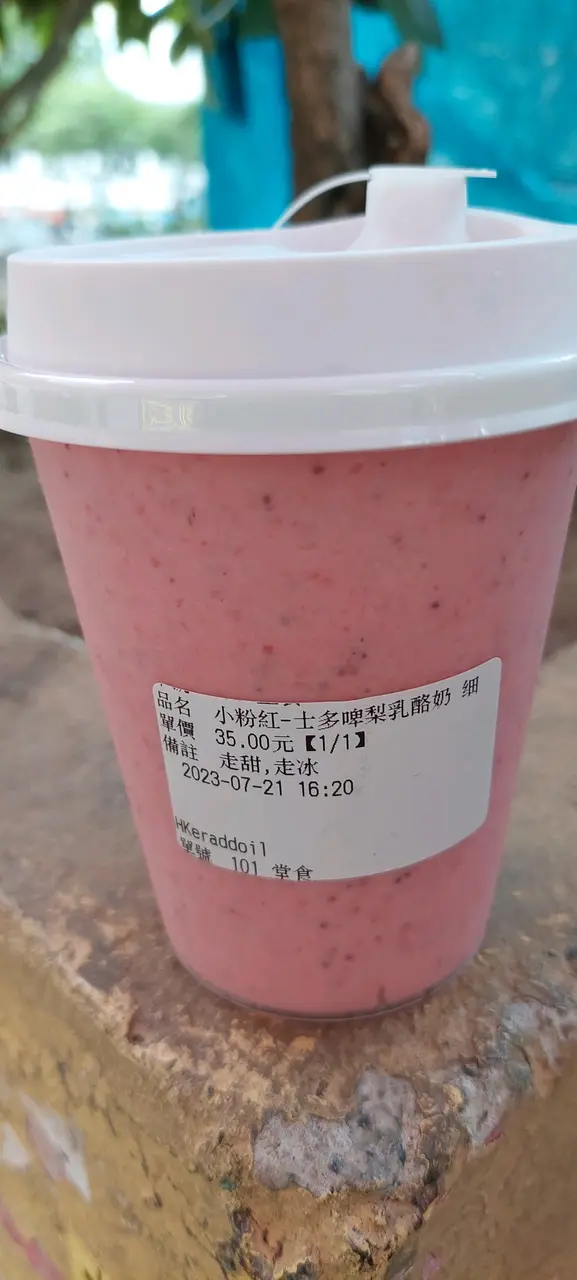 品名 小粉紅-士多啤梨乳酪奶 细
單價 35.00元【1/1】
備註 走甜,走冰
2023-07-21 16:20
HKeraddoil
單號 101 堂食